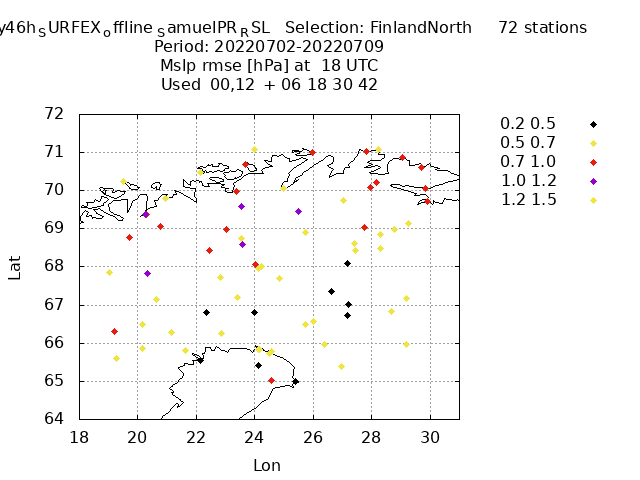 y46hSURFEXoffline SamuelPRRSL Selection: FinlandNorth 72 stations
Period: 20220702-20220709
Mslp rmse [hPa] at 18 UTC
Used 00,12 + 06 18 30 42
72
71
70
69
68
67
66
65
64
18 20 22 24 26 28 30
Lat
Lon
0.2 0.5
0.5 0.7
0.7 1.0
1.0 1.2
1.2 1.5